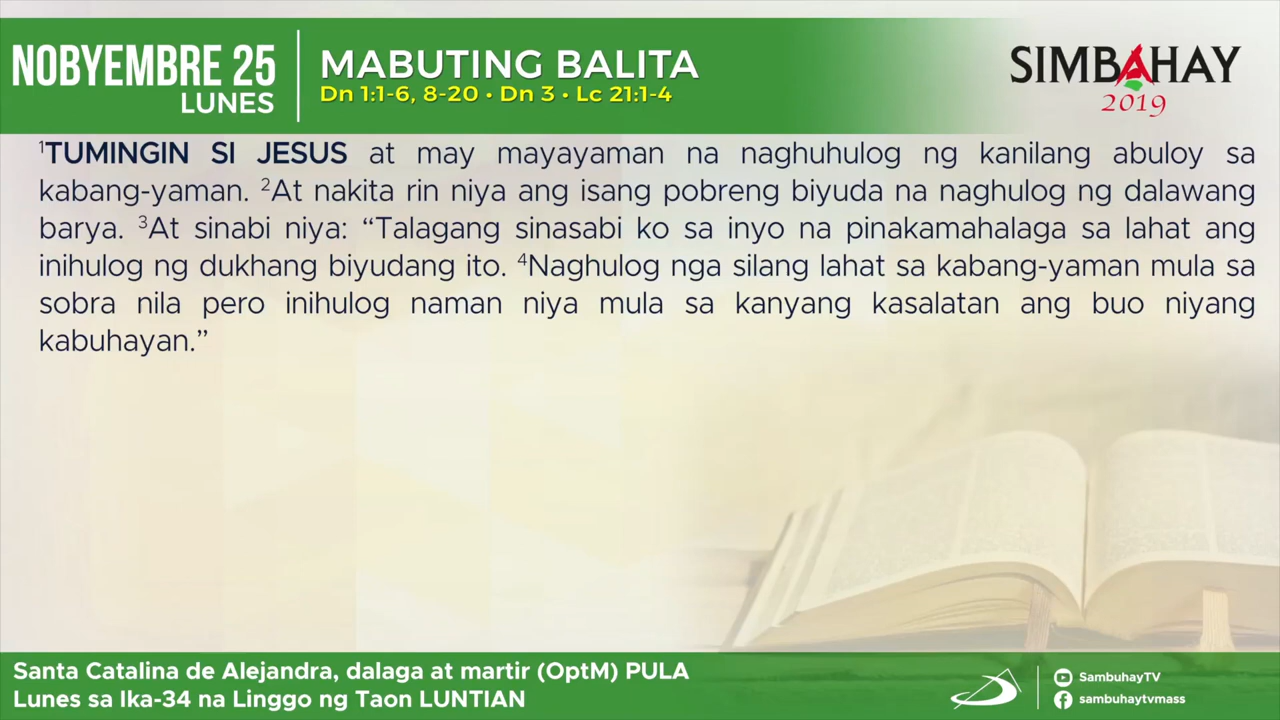 NOBYEMBRE 25
LUNES
MABUTING BALITA
Dn 1:1-6, 8-20 • Dn 3 • Lc 21:1-4
SIMBAHAY
2019
¹TUMINGIN SI JESUS at may mayayaman na naghuhulog ng kanilang abuloy sa
kabang-yaman. ²At nakita rin niya ang isang pobreng biyuda na naghulog ng dalawang
barya. ³At sinabi niya: “Talagang sinasabi ko sa inyo na pinakamahalaga sa lahat ang
inihulog ng dukhang biyudang ito. ⁴Naghulog nga silang lahat sa kabang-yaman mula sa
sobra nila pero inihulog naman niya mula sa kanyang kasalatan ang buo niyang
kabuhayan.”
Santa Catalina de Alejandra, dalaga at martir (OptM) PULA
Lunes sa Ika-34 na Linggo ng Taon LUNTIAN
SambuhayTV
sambuhaytvmass